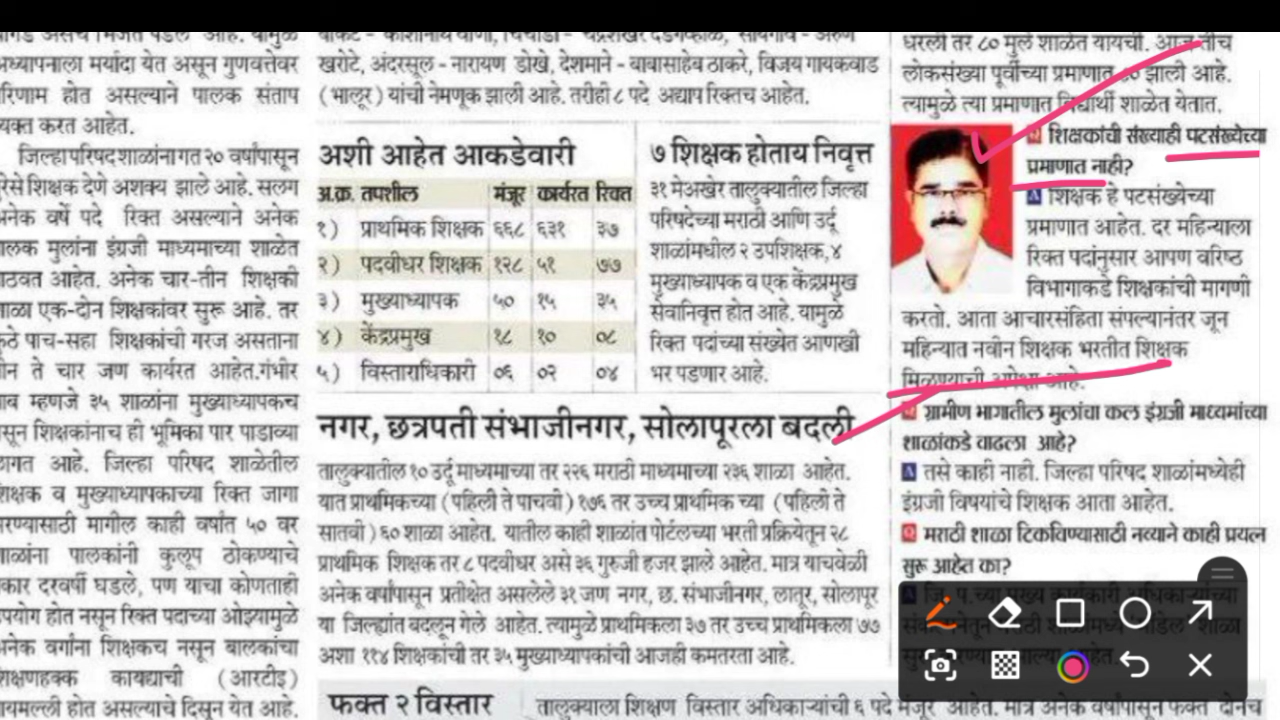 अध्यापनाला मर्यादा येत असून गुणवत्तेवर
होत असल्याने पालक संताप
करत आहेत.
जिल्हा परिषद शाळांना गत २० वर्षांपासून
शिक्षक देणे अशक्य झाले आहे. सलग
अनेक वर्षे पदे रिक्त असल्याने अनेक
मुलांना इंग्रजी माध्यमाच्या शाळेत
आहेत. अनेक चार-तीन शिक्षकी
एक-दोन शिक्षकांवर सुरू आहे. तर
पाच-सहा शिक्षकांची गरज असताना
ते चार जण कार्यरत आहेत.गंभीर
म्हणजे ३५ शाळांना मुख्याध्यापकच
शिक्षकांनाच ही भूमिका पार पाडाव्या
आहे. जिल्हा परिषद शाळेतील
व मुख्याध्यापकाच्या रिक्त जागा
मागील काही वर्षांत ५० वर
पालकांनी कुलूप ठोकण्याचे
दरवर्षी घडले, पण याचा कोणताही
होत नसून रिक्त पदाच्या ओझ्यामुळे
अनेक वर्गांना शिक्षकच नसून बालकांचा
कायद्याची (आरटीइ)
होत असल्याचे दिसून येत आहे.
खरोटे, अंदरसूल - नारायण डोखे, देशमाने - बाबासाहेब ठाकरे, विजय गायकवाड
(भालूर) यांची नेमणूक झाली आहे. तरीही ८ पदे अद्याप रिक्तच आहेत.
अशी आहेत आकडेवारी
अ.क्र. तपशील मंजूर कार्यरत रिक्त
१) प्राथमिक शिक्षक ६६८ ६३१ ३७
२) पदवीधर शिक्षक १२८ ५१ ७७
३) मुख्याध्यापक ५० १५ ३५
४) केंद्रप्रमुख १८ १० ०८
५) विस्ताराधिकारी ०६ ०२ ०४
७ शिक्षक होताय निवृत्त
३१ मेअखेर तालुक्यातील जिल्हा
परिषदेच्या मराठी आणि उर्दू
शाळांमधील २ उपशिक्षक,४
मुख्याध्यापक व एक केंद्रप्रमुख
सेवानिवृत्त होत आहे. यामुळे
रिक्त पदांच्या संख्येत आणखी
भर पडणार आहे.
नगर, छत्रपती संभाजीनगर, सोलापूरला बदली
तालुक्यातील १० उर्दू माध्यमाच्या तर २२६ मराठी माध्यमाच्या २३६ शाळा आहेत.
यात प्राथमिकच्या (पहिली ते पाचवी) १७६ तर उच्च प्राथमिक च्या (पहिली ते
सातवी) ६० शाळा आहेत. यातील काही शाळांत पोर्टलच्या भरती प्रक्रियेतून २८
प्राथमिक शिक्षक तर ८ पदवीधर असे ३६ गुरुजी हजर झाले आहेत. मात्र याचवेळी
अनेक वर्षांपासून प्रतीक्षेत असलेले ३१ जण नगर, छ. संभाजीनगर, लातूर, सोलापूर
या जिल्ह्यांत बदलून गेले आहेत. त्यामुळे प्राथमिकला ३७ तर उच्च प्राथमिकला ७७
अशा ११४ शिक्षकांची तर ३५ मुख्याध्यापकांची आजही कमतरता आहे.
फक्त २ विस्तार
तालुक्याला शिक्षण विस्तार अधिकाऱ्यांची ६ पदे मंजूर आहेत. मात्र अनेक वर्षांपासून फक्त दोनच
धरली तर ८० मुले शाळेत यायची. आज तीच
लोकसंख्या पूर्वीच्या प्रमाणात झाली आहे.
त्यामुळे त्या प्रमाणात विद्यार्थी शाळेत येतात.
Q शिक्षकांची संख्याही पटसंख्येच्या
प्रमाणात नाही?
A शिक्षक हे पटसंख्येच्या
प्रमाणात आहेत. दर महिन्याला
रिक्त पदांनुसार आपण वरिष्ठ
विभागाकडे शिक्षकांची मागणी
करतो. आता आचारसंहिता संपल्यानंतर जून
महिन्यात नवीन शिक्षक भरतीत शिक्षक
मिळण्याची अपेक्षा आहे.
Q ग्रामीण भागातील मुलांचा कल इंग्रजी माध्यमांच्या
शाळांकडे वाढला आहे?
A तसे काही नाही. जिल्हा परिषद शाळांमध्येही
इंग्रजी विषयांचे शिक्षक आता आहेत.
Q मराठी शाळा टिकविण्यासाठी नव्याने काही प्रयत्न
सुरू आहेत का?